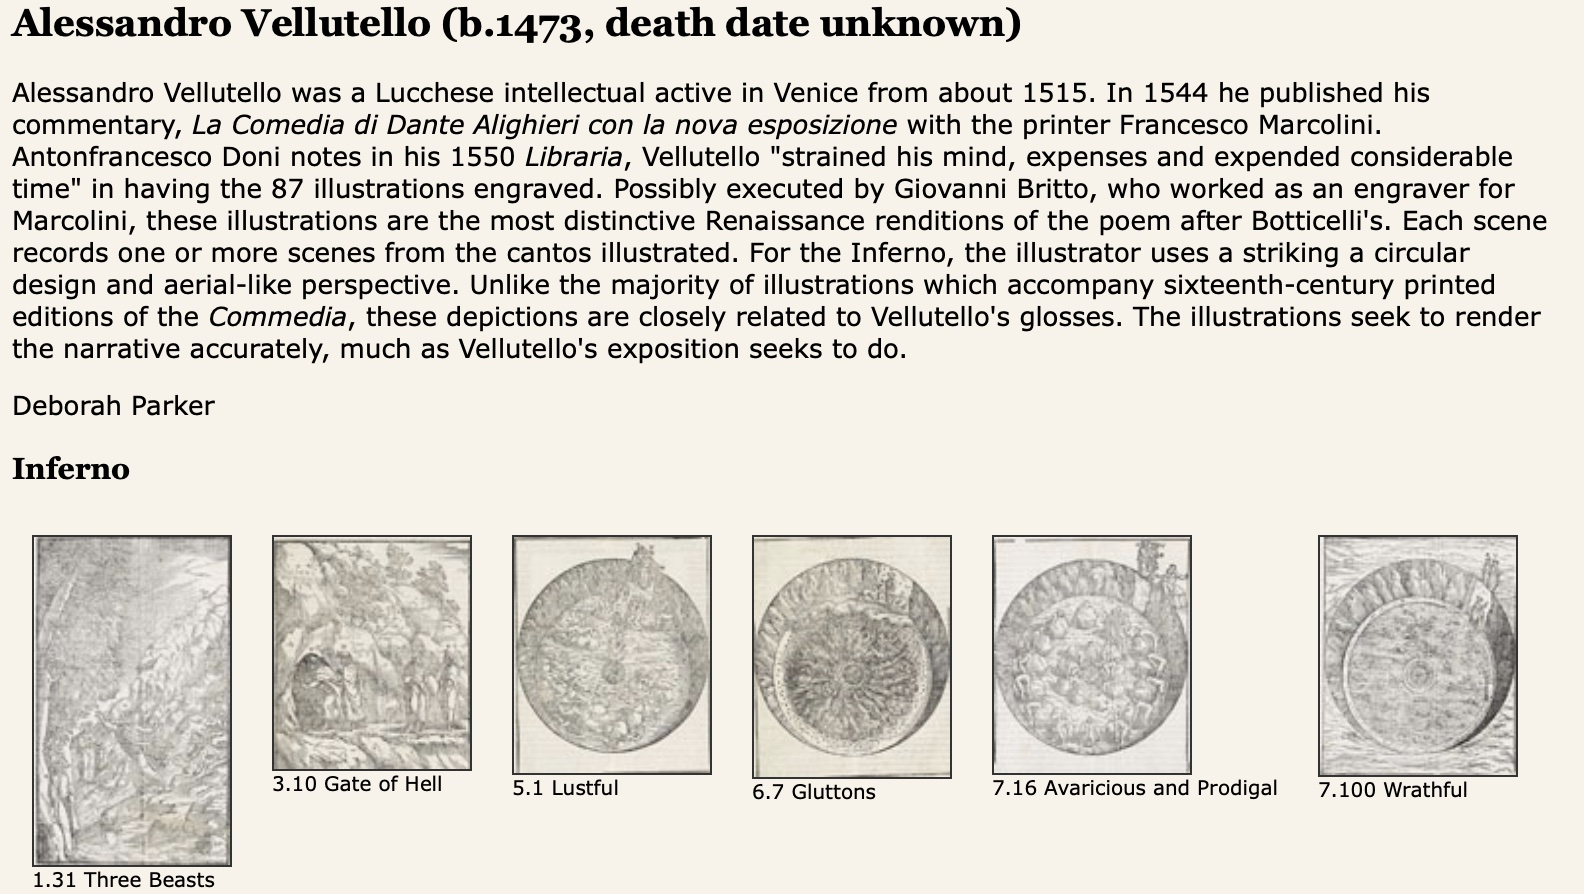 Alessandro Vellutello (b.1473, death date unknown)
Alessandro Vellutello was a Lucchese intellectual active in Venice from about 1515. In 1544 he published his
commentary, La Comedia di Dante Alighieri con la nova esposizione with the printer Francesco Marcolini.
Antonfrancesco Doni notes in his 1550 Libraria, Vellutello "strained his mind, expenses and expended considerable
time" in having the 87 illustrations engraved. Possibly executed by Giovanni Britto, who worked as an engraver for
Marcolini, these illustrations are the most distinctive Renaissance renditions of the poem after Botticelli's. Each scene
records one or more scenes from the cantos illustrated. For the Inferno, the illustrator uses a striking a circular
design and aerial-like perspective. Unlike the majority of illustrations which accompany sixteenth-century printed
editions of the Commedia, these depictions are closely related to Vellutello's glosses. The illustrations seek to render
the narrative accurately, much as Vellutello's exposition seeks to do.
Deborah Parker
Inferno
1.31 Three Beasts
3.10 Gate of Hell
5.1 Lustful
6.7 Gluttons
7.16 Avaricious and Prodigal
7.100 Wrathful